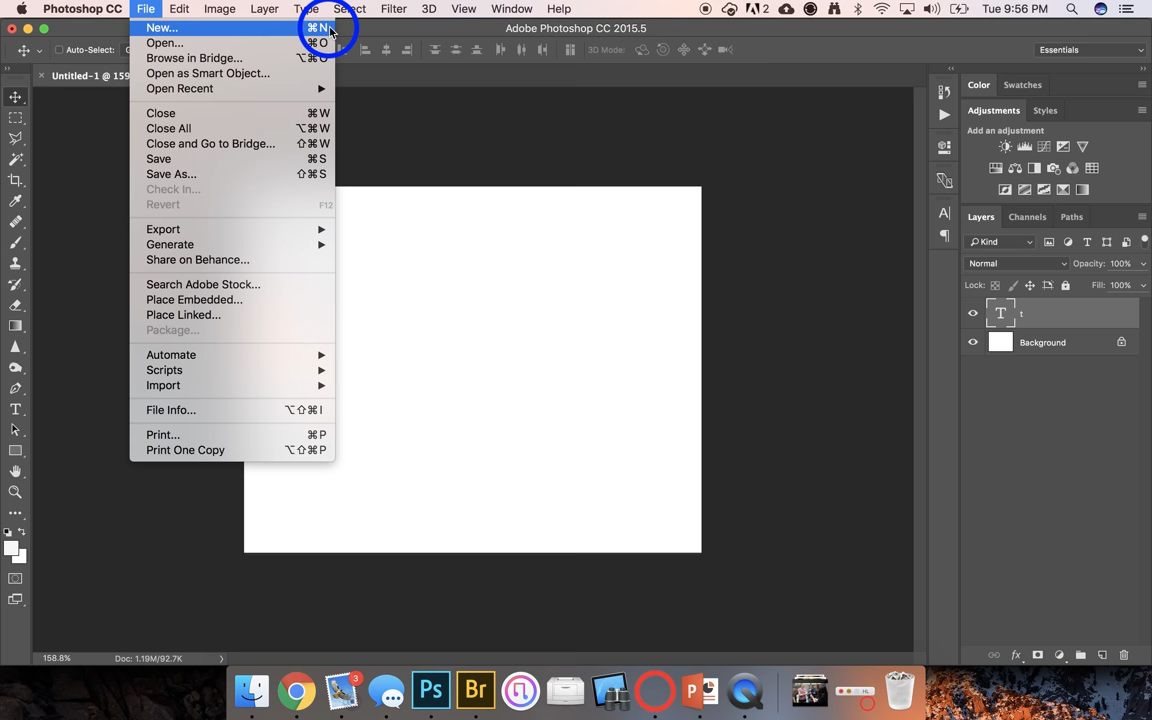 Photoshop CC File Edit Image Layer Type Select Filter 3D View Window Help 2 Tue 9:56 PM
Adobe Photoshop CC 2015.5
Auto-Select: 3D Mode: Essentials
Untitled-1 @ 159
New... ⌘N
Open... ⌘O
Browse in Bridge... ⌥⌘O
Open as Smart Object...
Open Recent ▶
Close ⌘W
Close All ⌥⌘W
Close and Go to Bridge... ⇧⌘W
Save ⌘S
Save As... ⇧⌘S
Check In...
Revert F12
Export ▶
Generate ▶
Share on Behance...
Search Adobe Stock...
Place Embedded...
Place Linked...
Package...
Automate ▶
Scripts ▶
Import ▶
File Info... ⌥⇧⌘I
Print... ⌘P
Print One Copy ⌥⇧⌘P
Color Swatches
Adjustments Styles
Add an adjustment
Layers Channels Paths
Kind
Normal Opacity: 100%
Lock: Fill: 100%
T t
Background
158.8% Doc: 1.19M/92.7K
3
Ps Br P